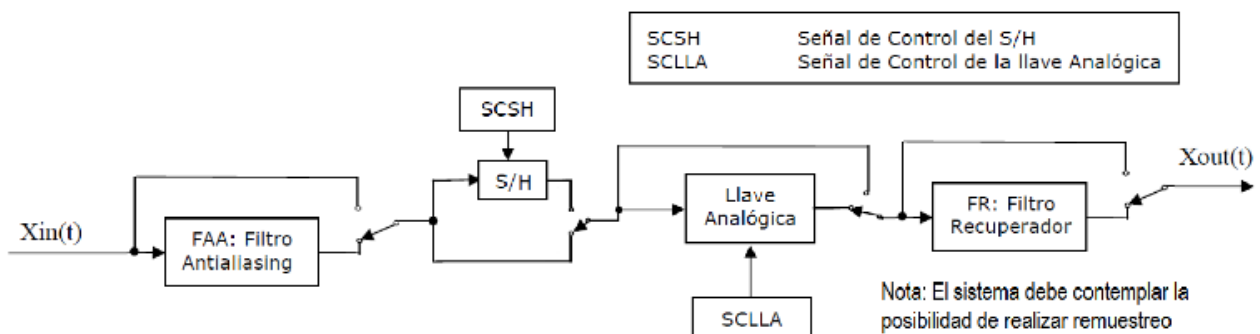 SCSH Señal de Control del S/H
SCLLA Señal de Control de la llave Analógica
SCSH
S/H
Xin(t)
FAA: Filtro
Antialiasing
Llave
Analógica
SCLLA
FR: Filtro
Recuperador
Xout(t)
Nota: El sistema debe contemplar la
posibilidad de realizar remuestreo